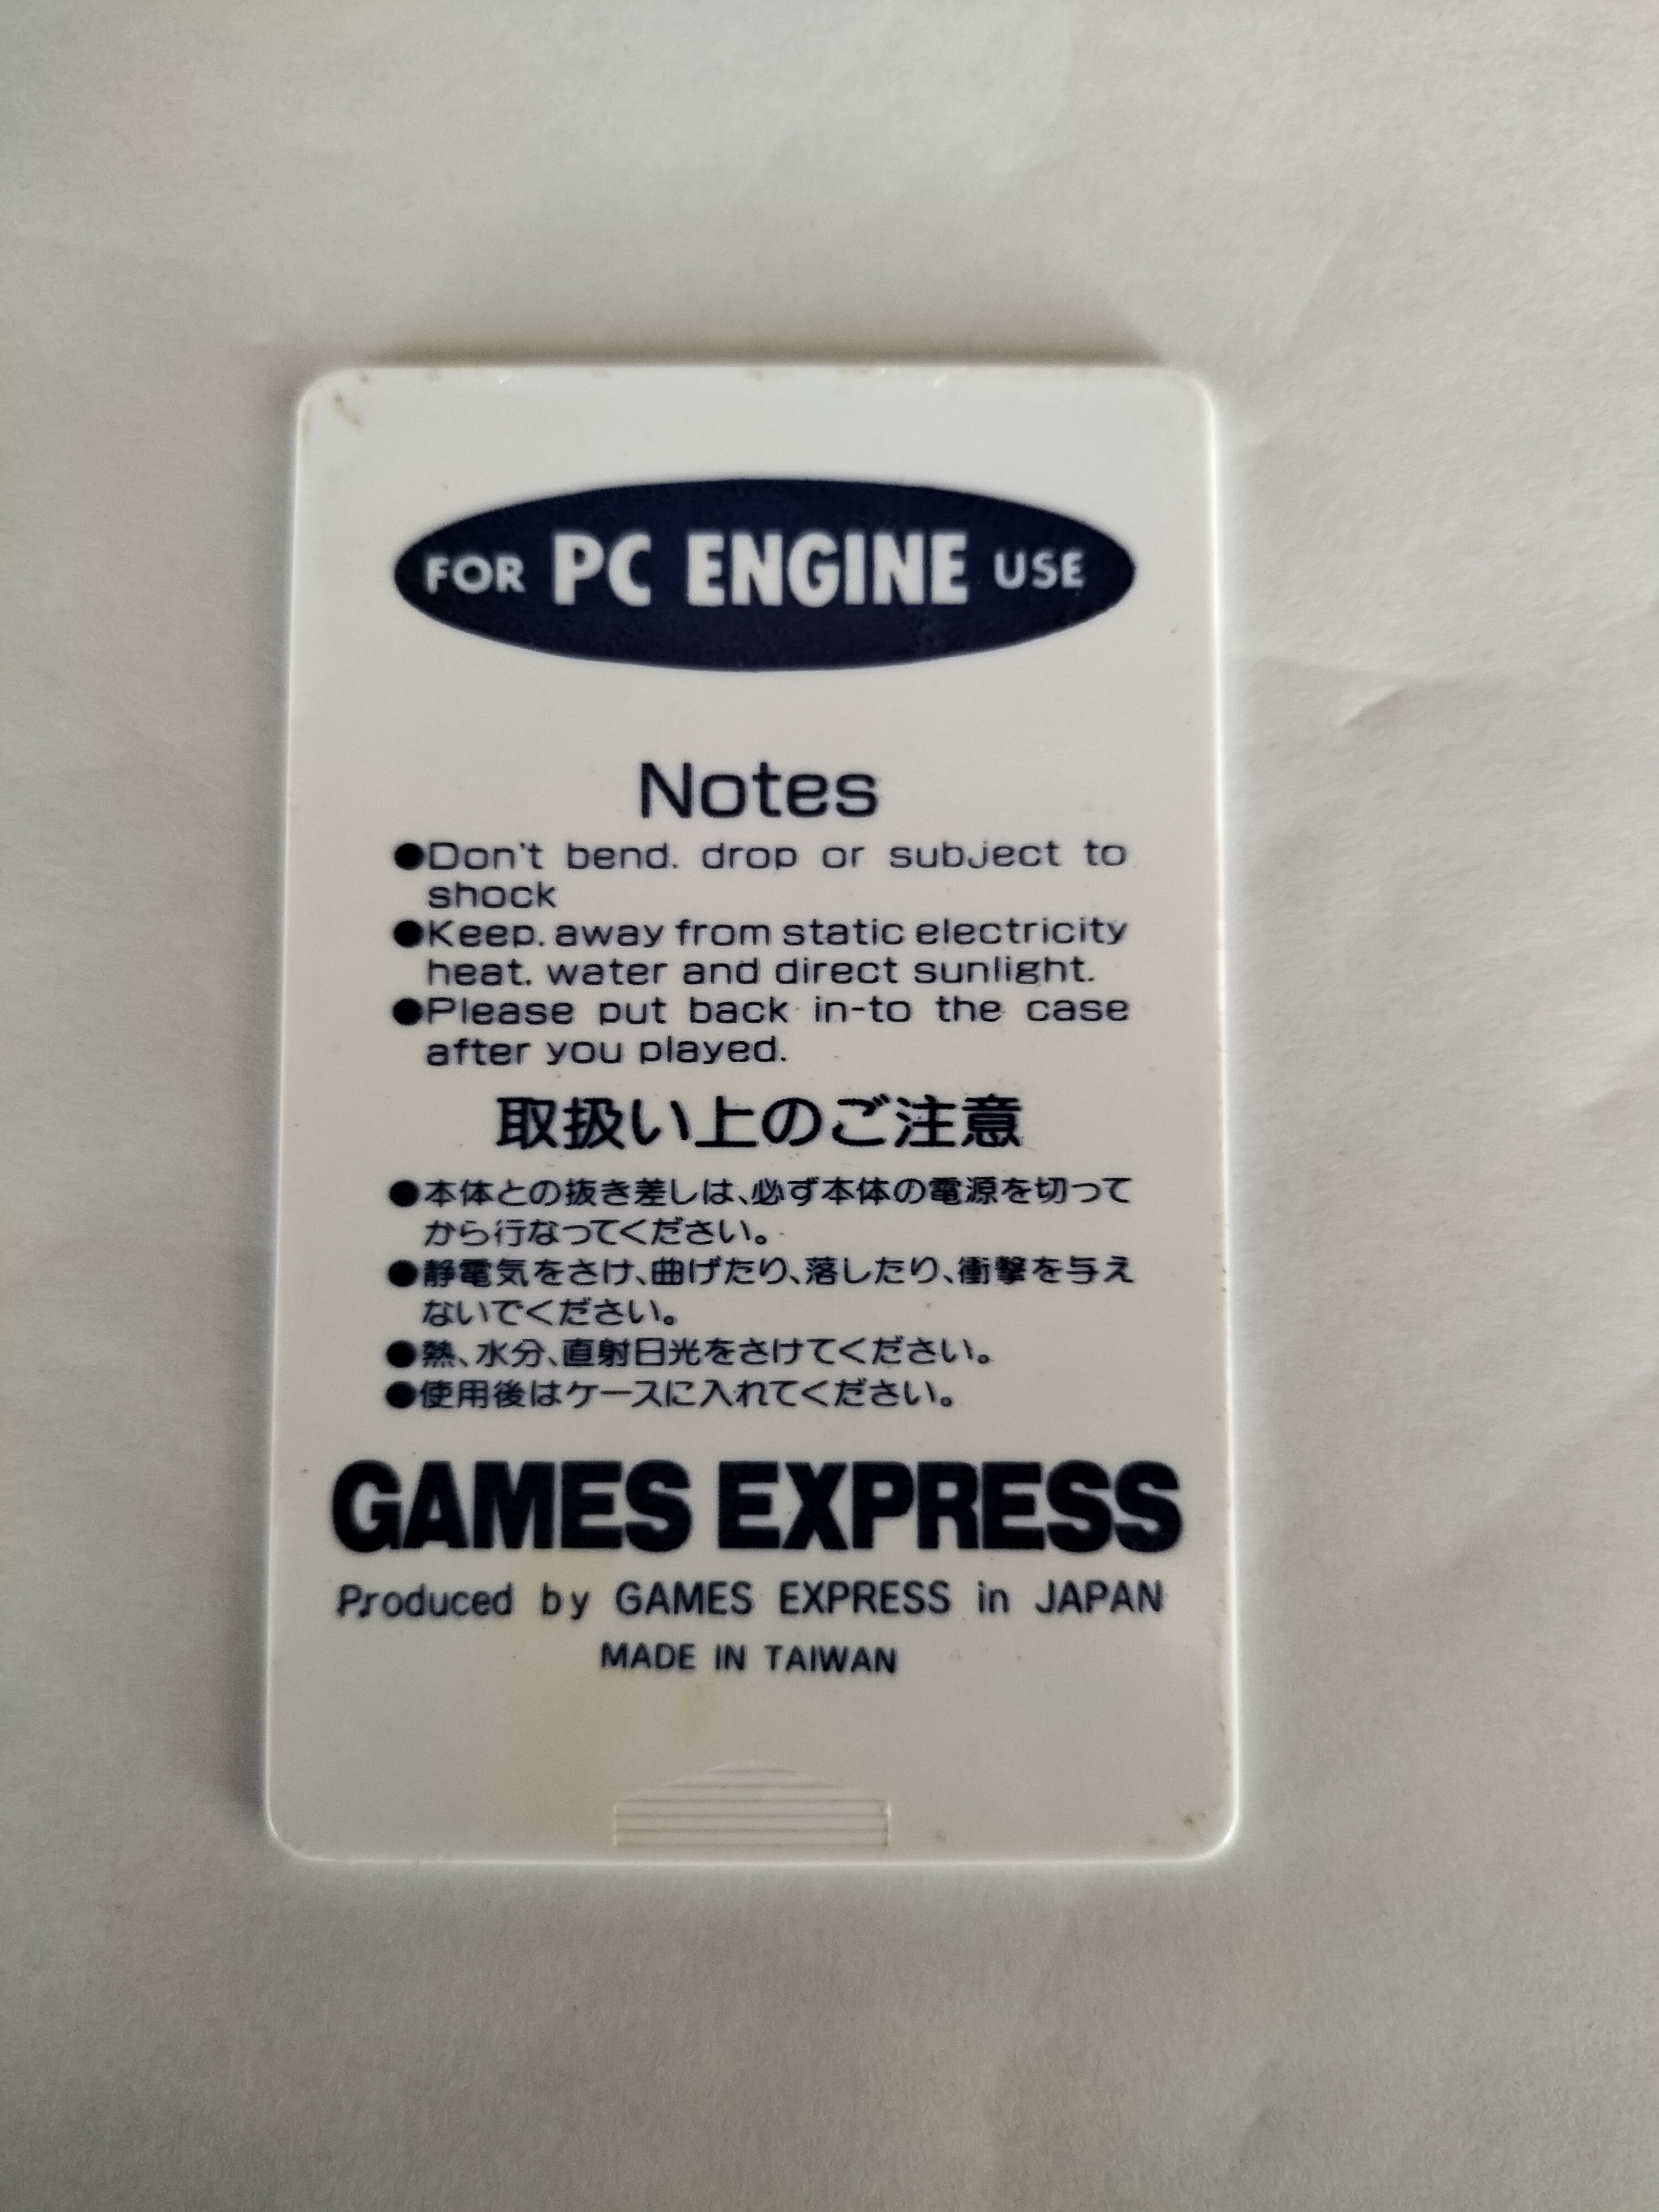 FOR PC ENGINE USE
Notes
●Don't bend. drop or subject to
shock
●Keep. away from static electricity
heat. water and direct sunlight.
●Please put back in-to the case
after you played.
取扱い上のご注意
●本体との抜き差しは、必ず本体の電源を切って
から行なってください。
●静電気をさけ、曲げたり、落したり、衝撃を与え
ないでください。
●熱、水分、直射日光をさけてください。
●使用後はケースに入れてください。
GAMES EXPRESS
Produced by GAMES EXPRESS in JAPAN
MADE IN TAIWAN